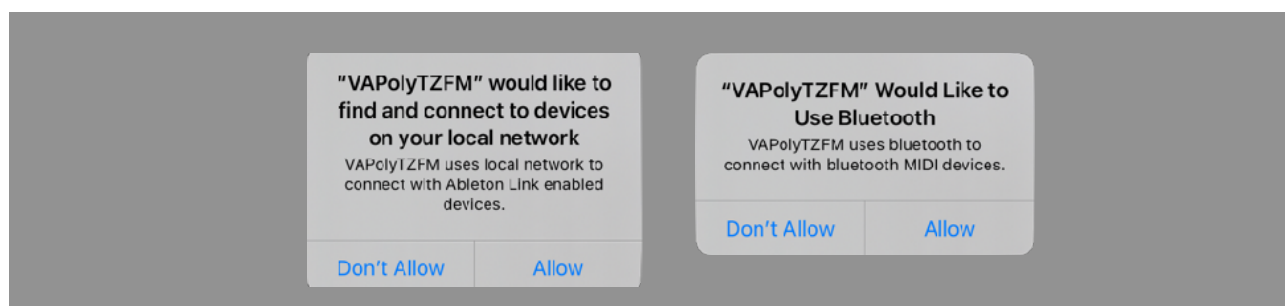 "VAPolyTZFM" would like to
find and connect to devices
on your local network
VAPolyTZFM uses local network to
connect with Ableton Link enabled
devices.
Don't Allow
Allow
“VAPolyTZFM” Would Like to
Use Bluetooth
VAPolyTZFM uses bluetooth to
connect with bluetooth MIDI devices.
Don't Allow
Allow